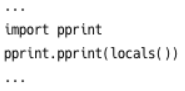 ...
import pprint
pprint.pprint(locals())
...